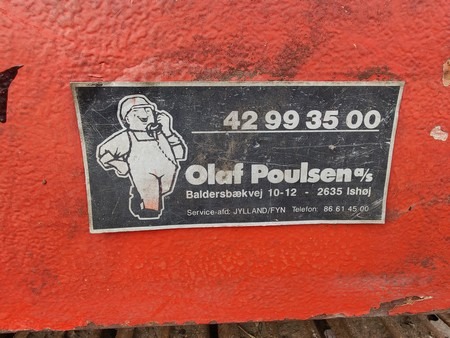 42 99 35 00
Olaf Poulsen a/s
Baldersbækvej 10-12 - 2635 Ishøj
Service-afd: JYLLAND/FYN Telefon: 86 61 45 00